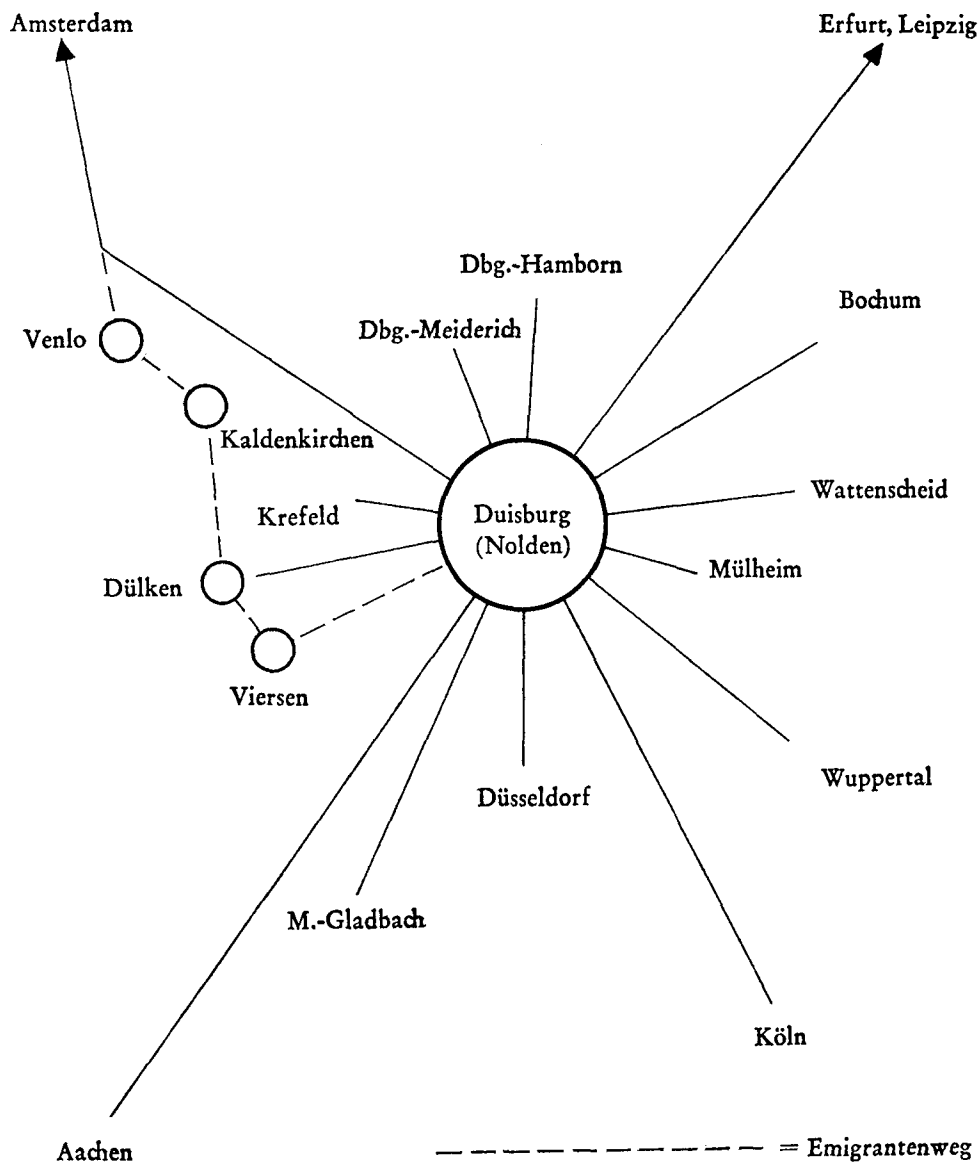 Amsterdam
Erfurt, Leipzig
Dbg.-Hamborn
Bochum
Dbg.-Meiderich
Venlo
Kaldenkirchen
Wattenscheid
Krefeld
Duisburg
(Nolden)
Mülheim
Dülken
Viersen
Wuppertal
Düsseldorf
M.-Gladbach
Köln
Aachen
= Emigrantenweg